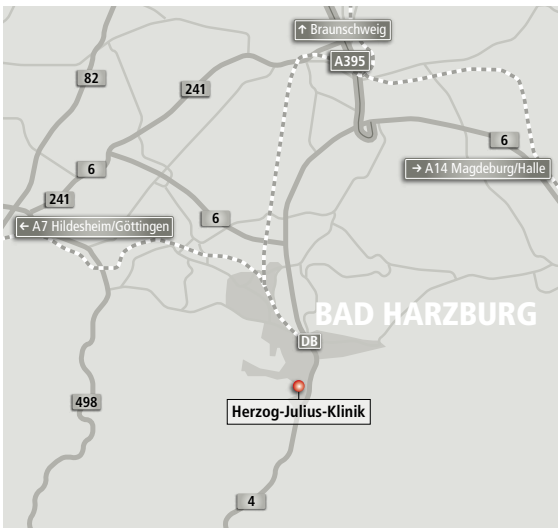 ↑ Braunschweig
A395
82
241
6
6
→ A14 Magdeburg/Halle
241
6
← A7 Hildesheim/Göttingen
BAD HARZBURG
DB
498
Herzog-Julius-Klinik
4